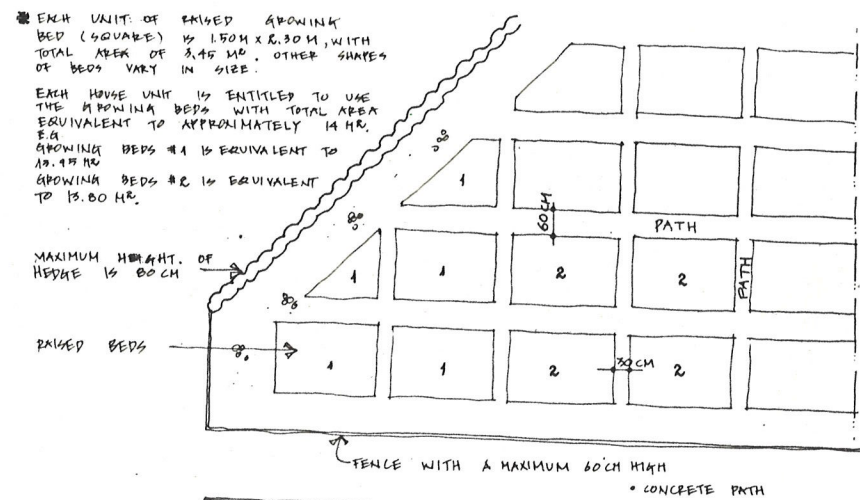 EACH UNIT OF RAISED GROWING
BED (SQUARE) IS 1.50M X 2.30M, WITH
TOTAL AREA OF 3.45 M2. OTHER SHAPES
OF BEDS VARY IN SIZE.
EACH HOUSE UNIT IS ENTITLED TO USE
THE GROWING BEDS WITH TOTAL AREA
EQUIVALENT TO APPROXIMATELY 14 M2.
E.G
GROWING BEDS #1 IS EQUIVALENT TO
13.95 M2
GROWING BEDS #2 IS EQUIVALENT
TO 13.80 M2.
1
60CM
PATH
MAXIMUM HEIGHT. OF
HEDGE IS 80 CM
1 1 2 2
PATH
RAISED BEDS
1 1 2 30CM 2
FENCE WITH A MAXIMUM 60CM HIGH
• CONCRETE PATH